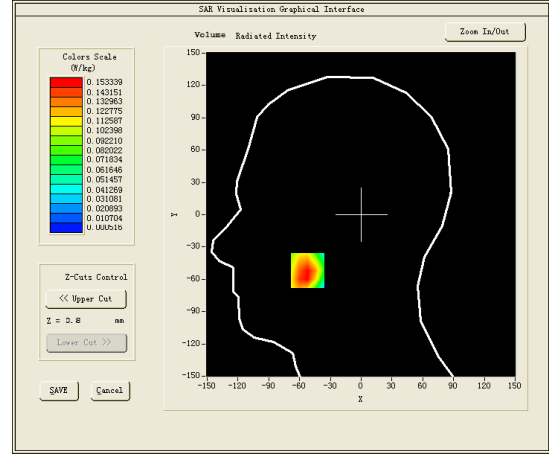 SAR Visualisation Graphical Interface
Volume Radiated Intensity
Zoom In/Out
Colors Scale
(W/kg)
0.153339
0.143151
0.132963
0.122775
0.112587
0.102398
0.092210
0.082022
0.071834
0.061646
0.051457
0.041269
0.031081
0.020893
0.010704
0.000516
Z-Cuts Control
<< Upper Cut
Z = 0.8 mm
Lower Cut >>
SAVE Cancel
150
120
90
60
30
0
-30
-60
-90
-120
-150
Y
-150 -120 -90 -60 -30 0 30 60 90 120 150
X